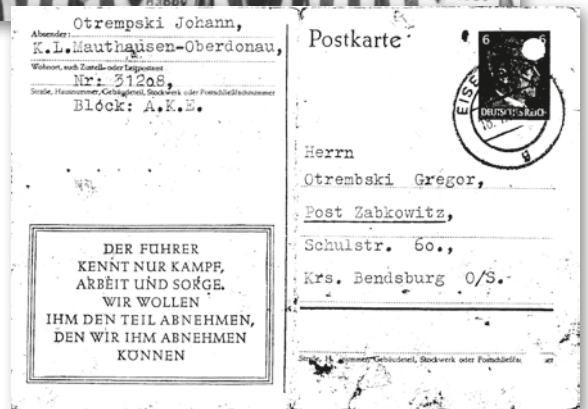 Otrempski Johann,
Absender:
K.L.Mauthausen-Oberdonau,
Wohnort, auch Zustell- oder Leitpostamt
Nr: 31208,
Straße, Hausnummer, Gebäudeteil, Stockwerk oder Postschließfachnummer
Block: A.K.E.
DER FÜHRER
KENNT NUR KAMPF,
ARBEIT UND SORGE.
WIR WOLLEN
IHM DEN TEIL ABNEHMEN,
DEN WIR IHM ABNEHMEN
KÖNNEN
Postkarte
6 6
DEUTSCHES REICH
EISE
18.
g
Herrn
Otrembski Gregor,
Post Zabkowitz,
Schulstr. 60.,
Krs. Bendsburg O/S.
Straße, Gebäudeteil, Stockwerk oder Postschließfa